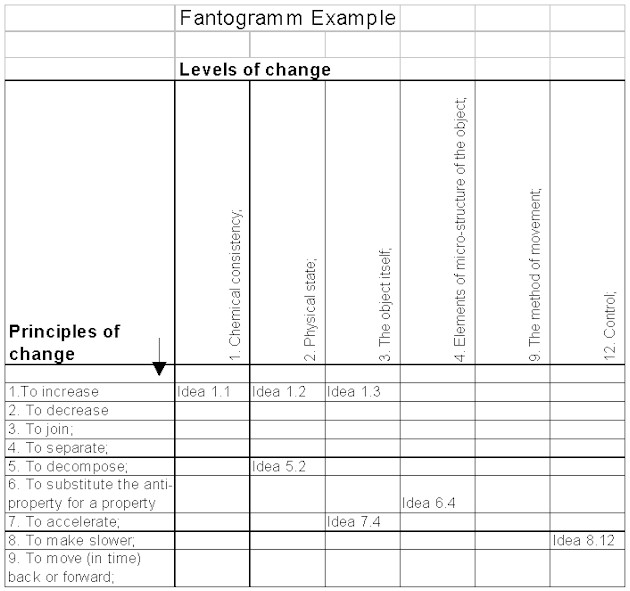 Fantogramm Example
Levels of change
1. Chemical consistency;
2. Physical state;
3. The object itself;
4. Elements of micro-structure of the object;
9. The method of movement;
12. Control;
Principles of
change
1.To increase
Idea 1.1
Idea 1.2
Idea 1.3
2. To decrease
3. To join;
4. To separate;
5. To decompose;
Idea 5.2
6. To substitute the anti-
property for a property
Idea 6.4
7. To accelerate;
Idea 7.4
8. To make slower;
Idea 8.12
9. To move (in time)
back or forward;